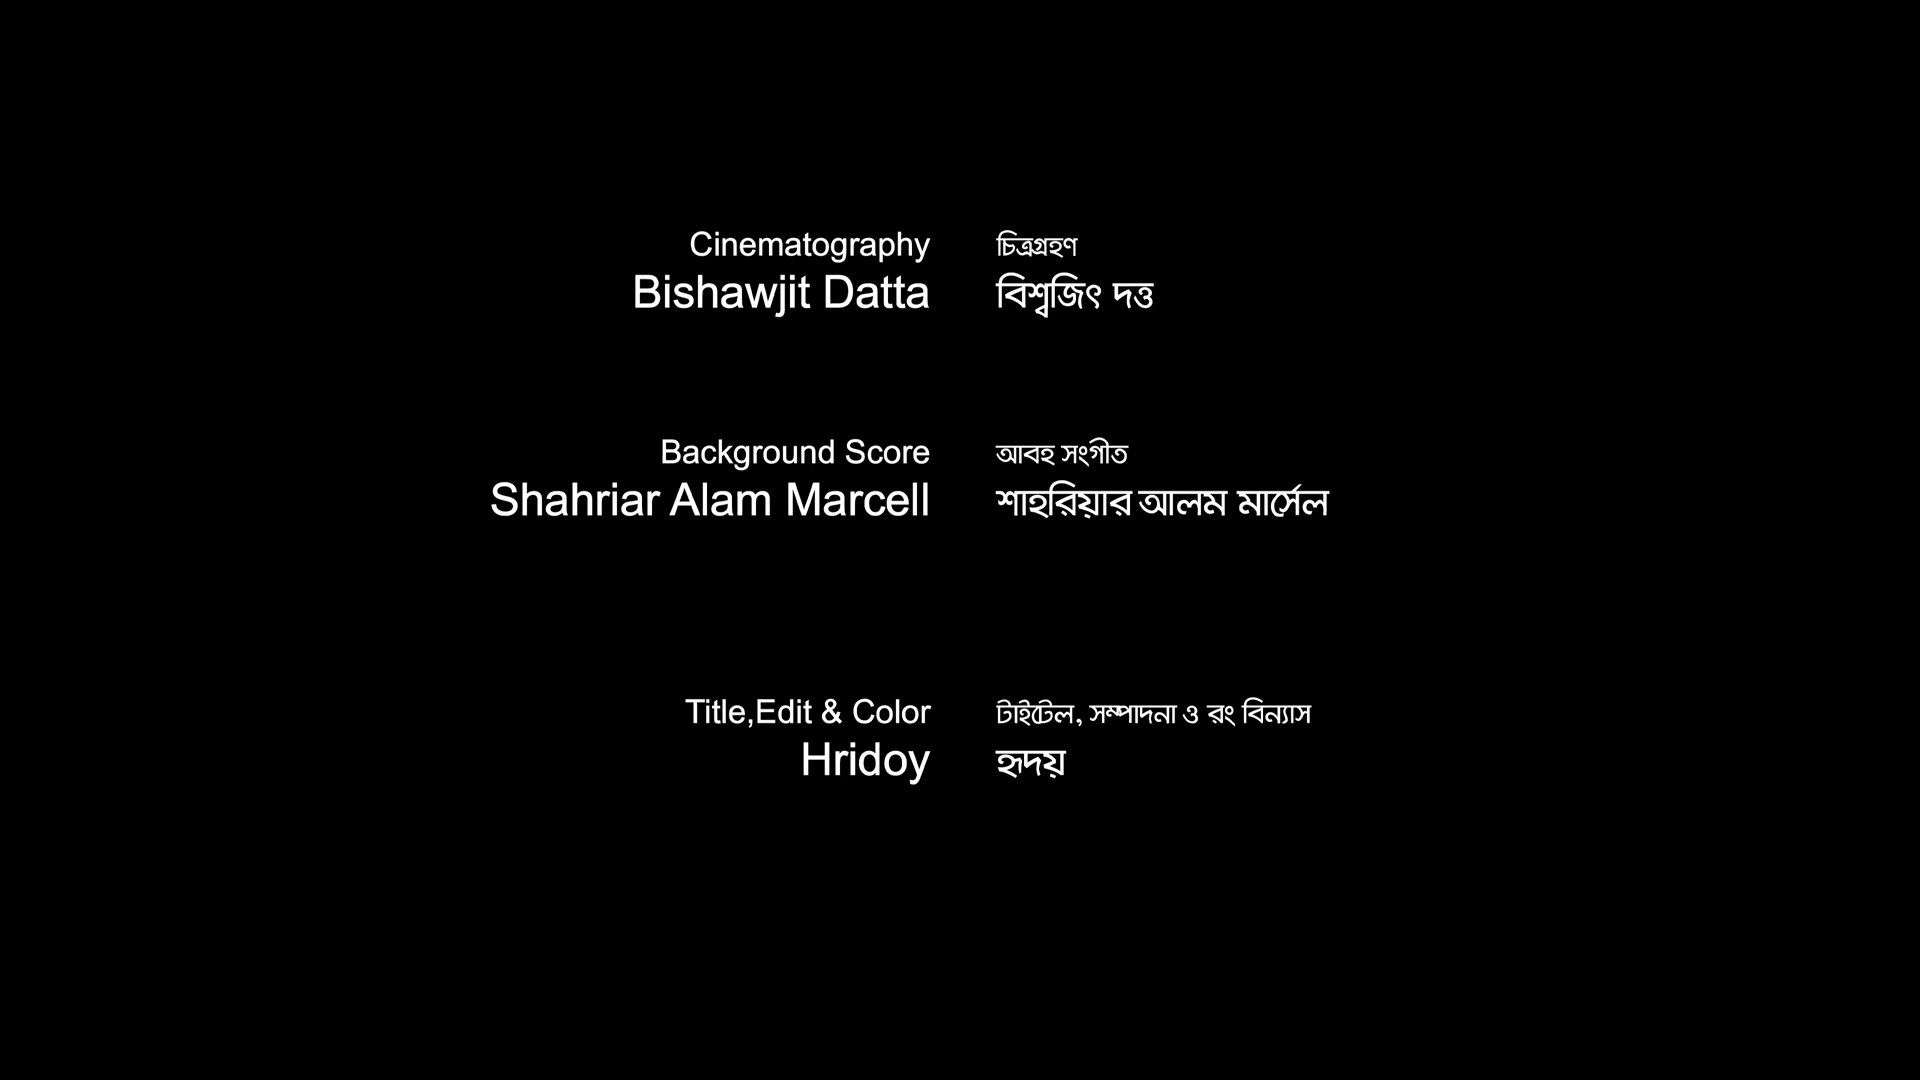 Cinematography চিত্রগ্রহণ
Bishawjit Datta বিশ্বজিৎ দত্ত
Background Score আবহ সংগীত
Shahriar Alam Marcell শাহরিয়ার আলম মার্সেল
Title,Edit & Color টাইটেল, সম্পাদনা ও রং বিন্যাস
Hridoy হৃদয়